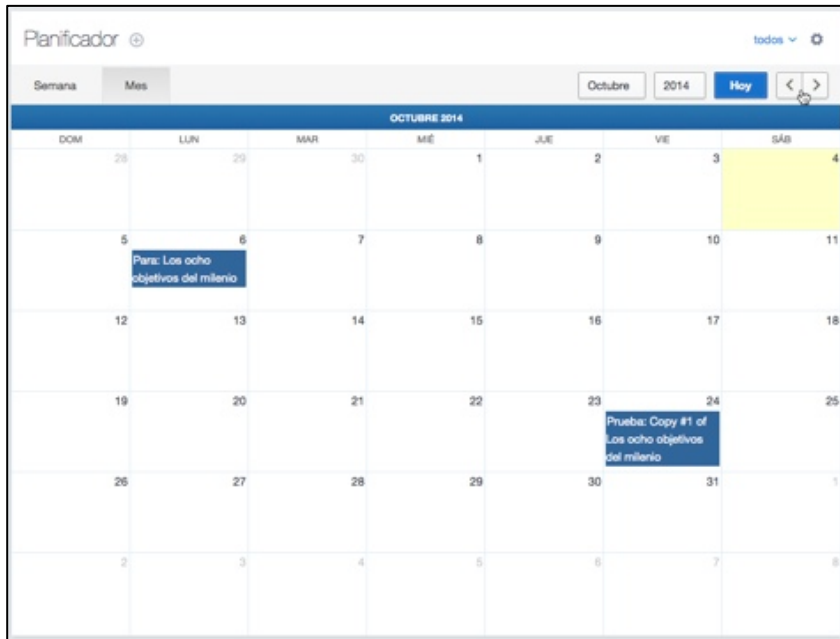 Planificador
todos
Semana Mes Octubre 2014 Hoy
OCTUBRE 2014
DOM LUN MAR MIÉ JUE VIE SÁB
28 29 30 1 2 3 4
5 6 7 8 9 10 11
Para: Los ocho
objetivos del milenio
12 13 14 15 16 17 18
19 20 21 22 23 24 25
Prueba: Copy #1 of
Los ocho objetivos
del milenio
26 27 28 29 30 31 1
2 3 4 5 6 7 8